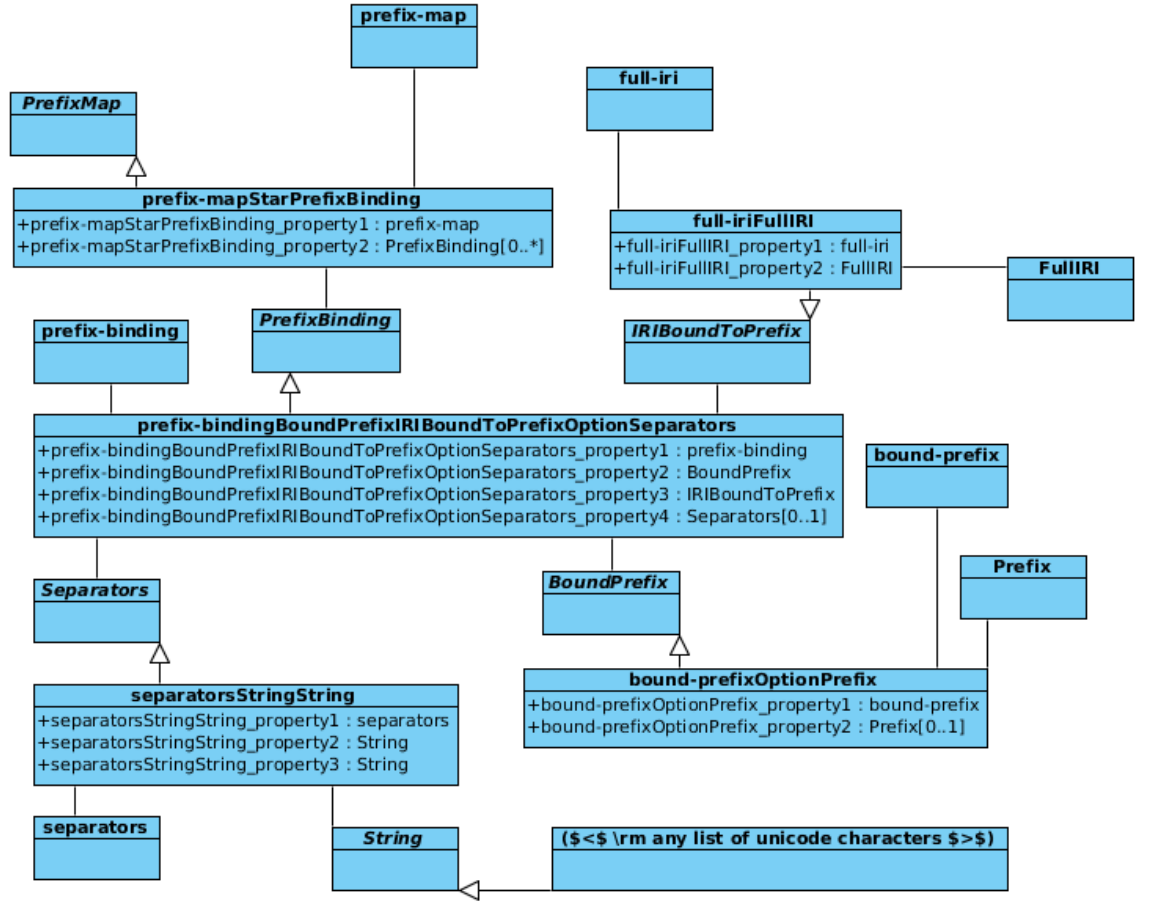 prefix-map
full-iri
PrefixMap
prefix-mapStarPrefixBinding
+prefix-mapStarPrefixBinding_property1 : prefix-map
+prefix-mapStarPrefixBinding_property2 : PrefixBinding[0..*]
full-iriFullIRI
+full-iriFullIRI_property1 : full-iri
+full-iriFullIRI_property2 : FullIRI
FullIRI
prefix-binding
PrefixBinding
IRIBoundToPrefix
prefix-bindingBoundPrefixIRIBoundToPrefixOptionSeparators
+prefix-bindingBoundPrefixIRIBoundToPrefixOptionSeparators_property1 : prefix-binding
+prefix-bindingBoundPrefixIRIBoundToPrefixOptionSeparators_property2 : BoundPrefix
+prefix-bindingBoundPrefixIRIBoundToPrefixOptionSeparators_property3 : IRIBoundToPrefix
+prefix-bindingBoundPrefixIRIBoundToPrefixOptionSeparators_property4 : Separators[0..1]
bound-prefix
Separators
BoundPrefix
Prefix
separatorsStringString
+separatorsStringString_property1 : separators
+separatorsStringString_property2 : String
+separatorsStringString_property3 : String
bound-prefixOptionPrefix
+bound-prefixOptionPrefix_property1 : bound-prefix
+bound-prefixOptionPrefix_property2 : Prefix[0..1]
separators
String
($<$ \rm any list of unicode characters $>$)